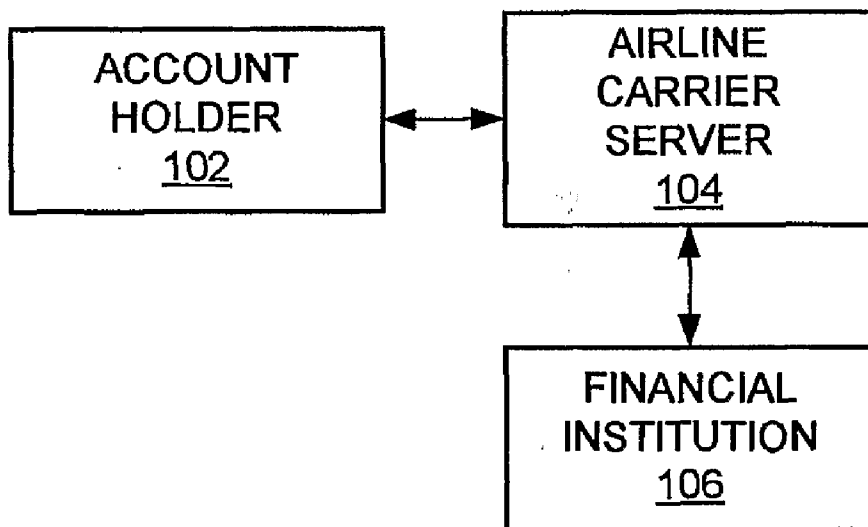 ACCOUNT
HOLDER
102
AIRLINE
CARRIER
SERVER
104
FINANCIAL
INSTITUTION
106